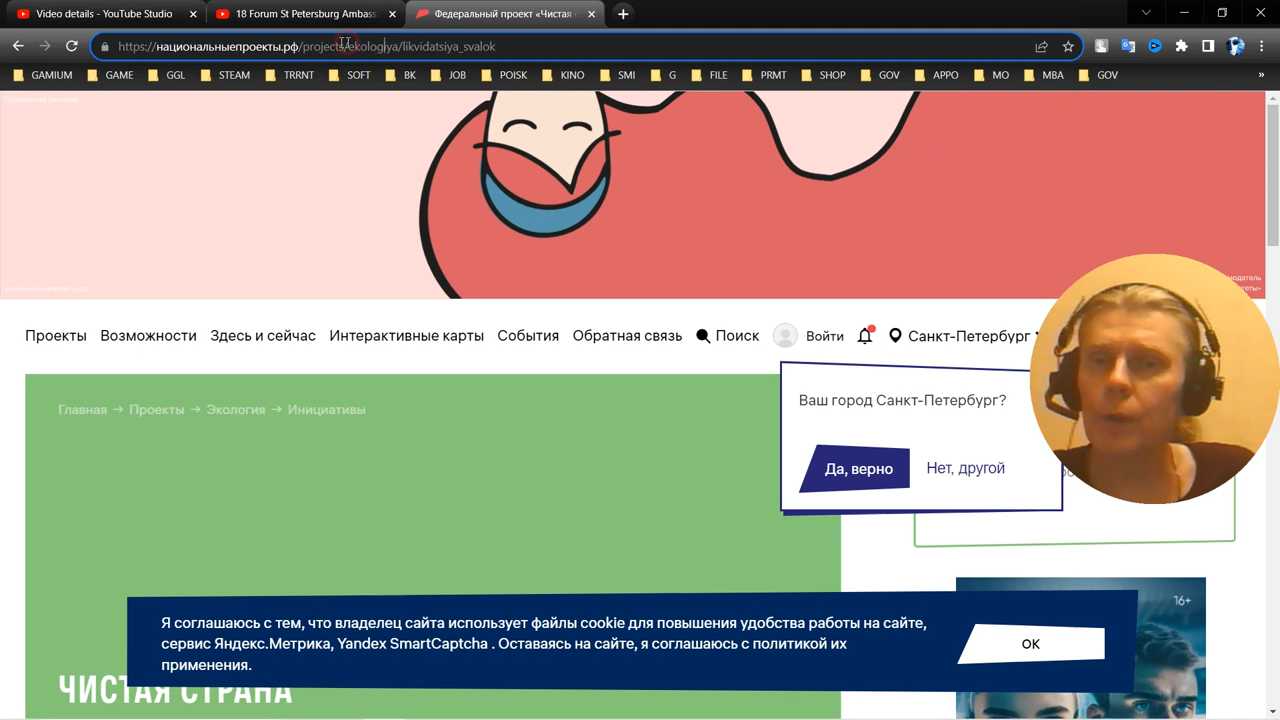 Video details - YouTube Studio
18 Forum St Petersburg Ambass
Федеральный проект «Чистая с
https://национальныепроекты.рф/projects/ekologiya/likvidatsiya_svalok
GAMIUM GAME GGL STEAM TRRNT SOFT BK JOB POISK KINO SMI G FILE PRMT SHOP GOV APPO MO MBA GOV »
Проекты Возможности Здесь и сейчас Интерактивные карты События Обратная связь Поиск Войти Санкт-Петербург
Главная → Проекты → Экология → Инициативы
Ваш город Санкт-Петербург?
Да, верно Нет, другой
16+
Я соглашаюсь с тем, что владелец сайта использует файлы cookie для повышения удобства работы на сайте,
сервис Яндекс.Метрика, Yandex SmartCaptcha . Оставаясь на сайте, я соглашаюсь с политикой их
применения.
OK
ЧИСТАЯ СТРАНА